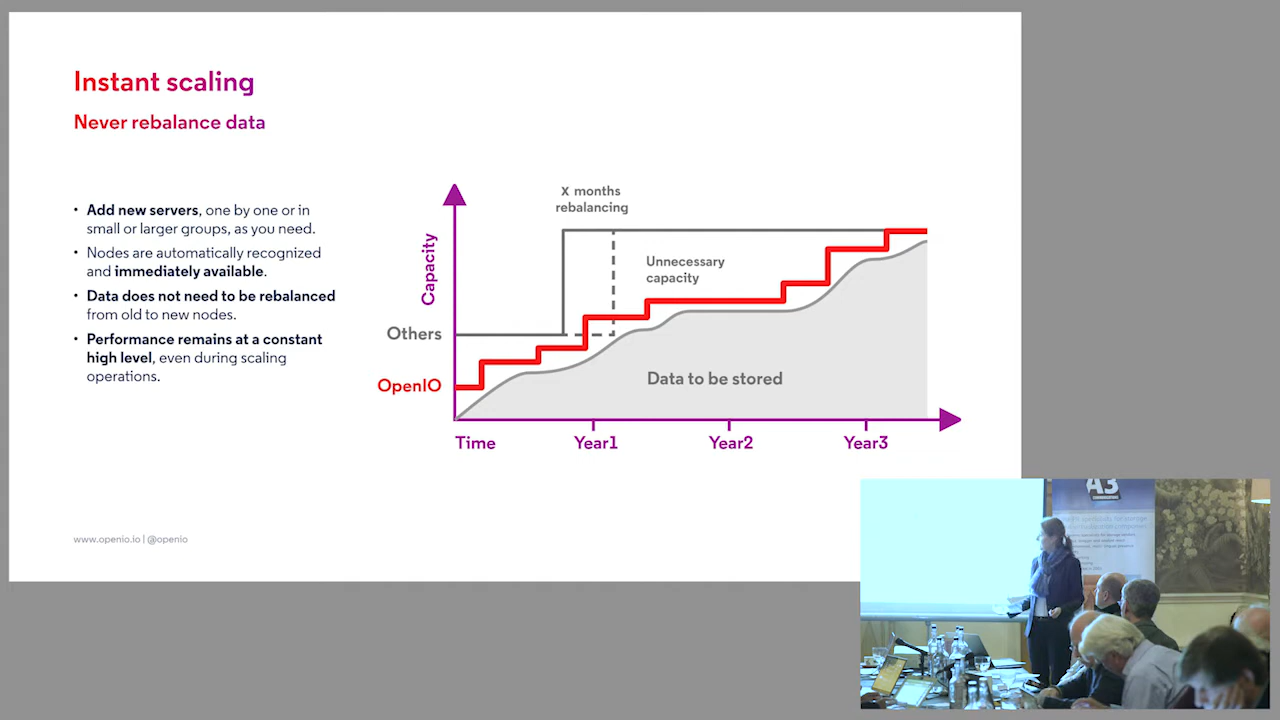 Instant scaling
Never rebalance data
• Add new servers, one by one or in
small or larger groups, as you need.
• Nodes are automatically recognized
and immediately available.
• Data does not need to be rebalanced
from old to new nodes.
• Performance remains at a constant
high level, even during scaling
operations.
X months
rebalancing
Capacity
Unnecessary
capacity
Others
OpenIO
Data to be stored
Time Year1 Year2 Year3
www.openio.io | @openio
A3